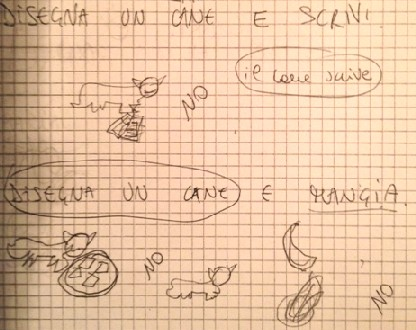 DISEGNA UN CANE E SCRIVI.
il cane scrive
NO
DISEGNA UN CANE E MANGIA.
NO
NO